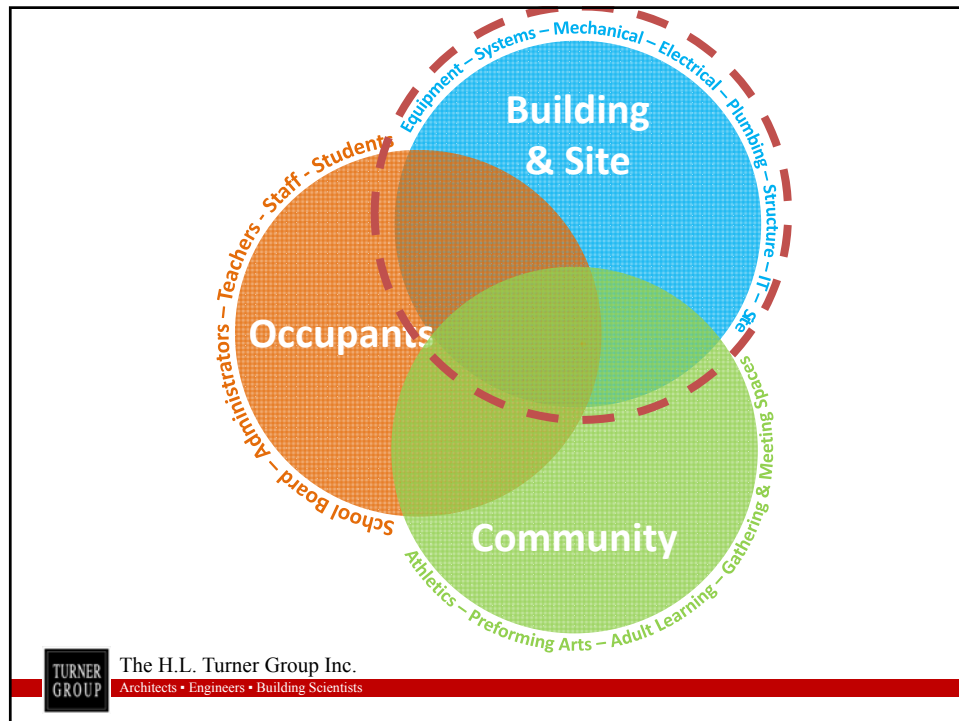 Equipment – Systems – Mechanical – Electrical – Plumbing – Structure – IT – Site
Building
& Site
School Board – Administrators – Teachers - Staff - Students
Occupants
Community
Athletics – Preforming Arts – Adult Learning – Gathering & Meeting Spaces
TURNER
GROUP
The H.L. Turner Group Inc.
Architects ▪ Engineers ▪ Building Scientists